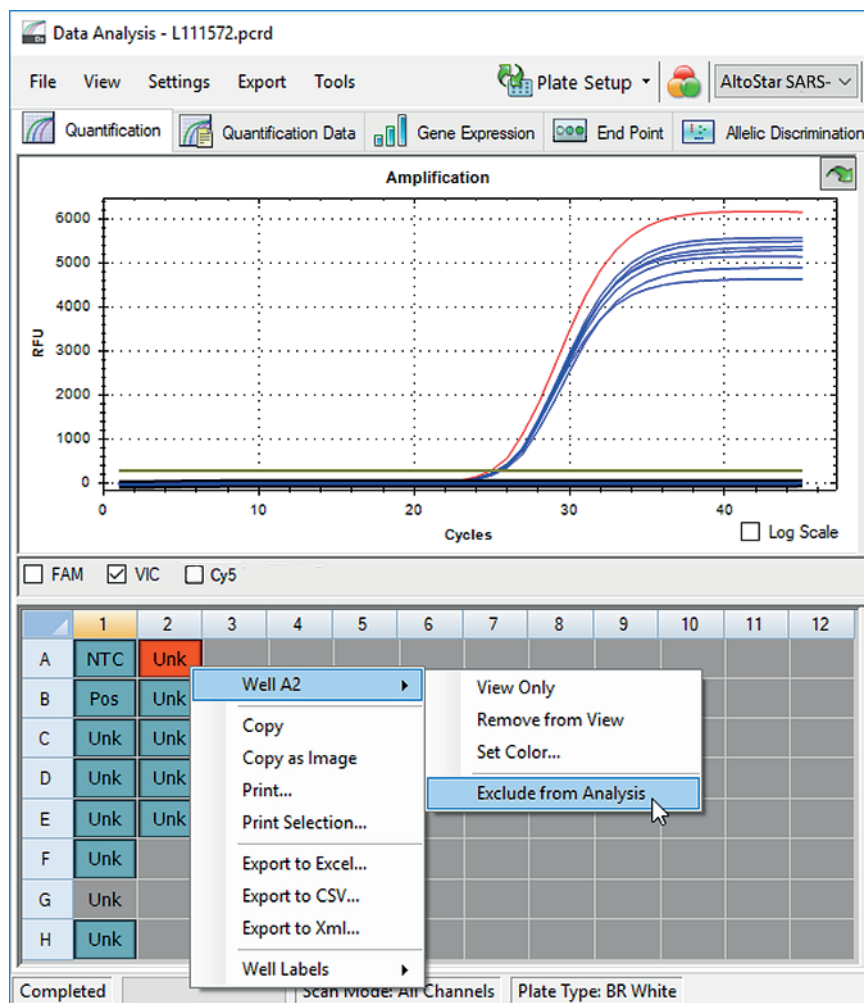 Data Analysis - L111572.pcrd
File View Settings Export Tools Plate Setup AltoStar SARS-
Quantification Quantification Data Gene Expression End Point Allelic Discrimination
Amplification
6000
5000
4000
3000
2000
1000
0
RFU
0 10 20 30 40
Cycles
Log Scale
FAM VIC Cy5
1 2 3 4 5 6 7 8 9 10 11 12
A NTC Unk
B Pos Unk
C Unk Unk
D Unk Unk
E Unk Unk
F Unk
G Unk
H Unk
Well A2
Copy
Copy as Image
Print...
Print Selection...
Export to Excel...
Export to CSV...
Export to Xml...
Well Labels
View Only
Remove from View
Set Color...
Exclude from Analysis
Completed Scan Mode: All Channels Plate Type: BR White